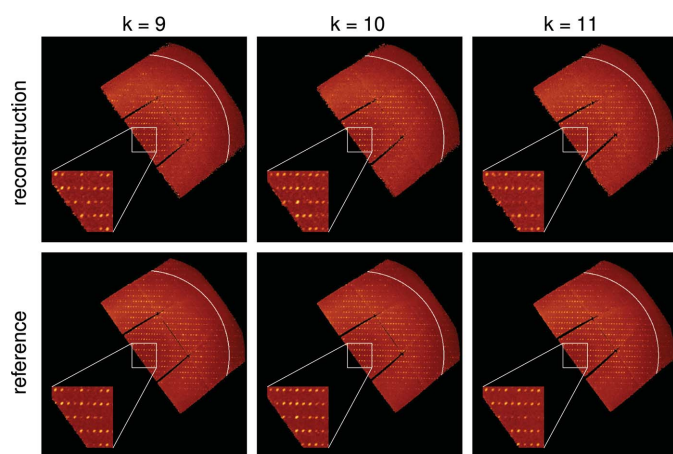 k = 9 k = 10 k = 11
reconstruction
reference